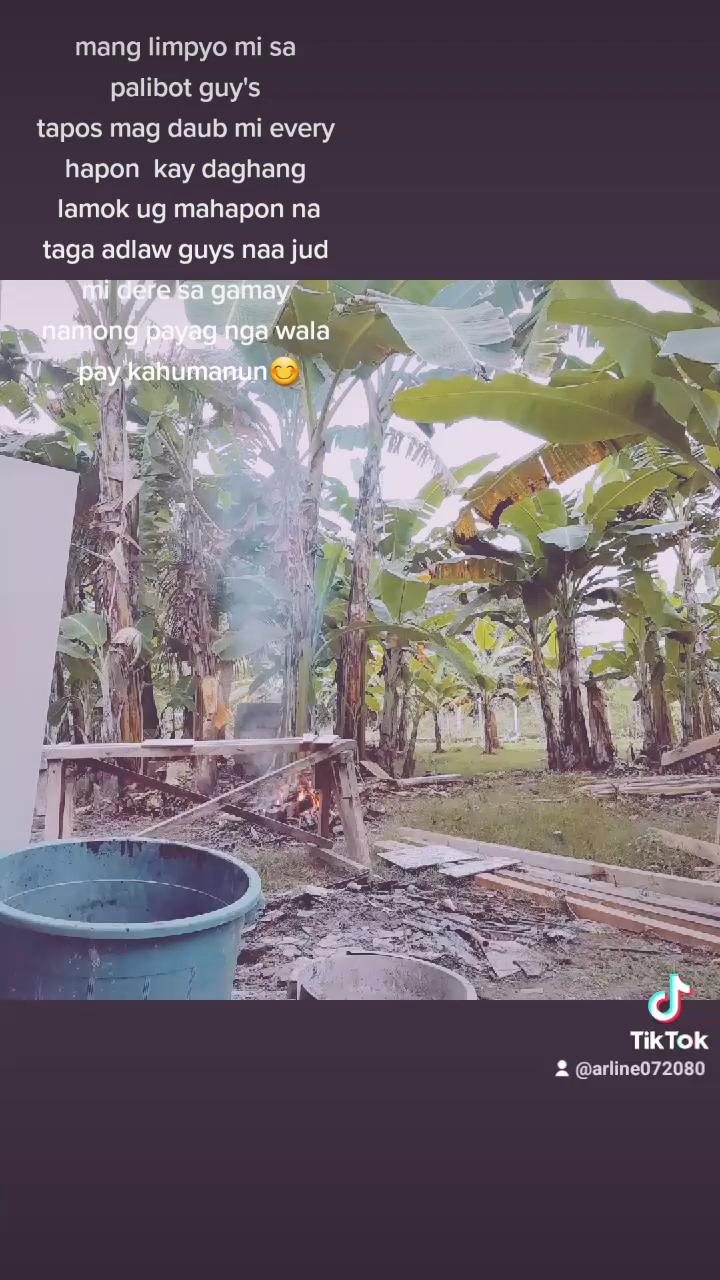 mang limpyo mi sa
palibot guy's
tapos mag daub mi every
hapon kay daghang
lamok ug mahapon na
taga adlaw guys naa jud
mi dere sa gamay
namong payag nga wala
pay kahumanun😊
TikTok
@arline072080